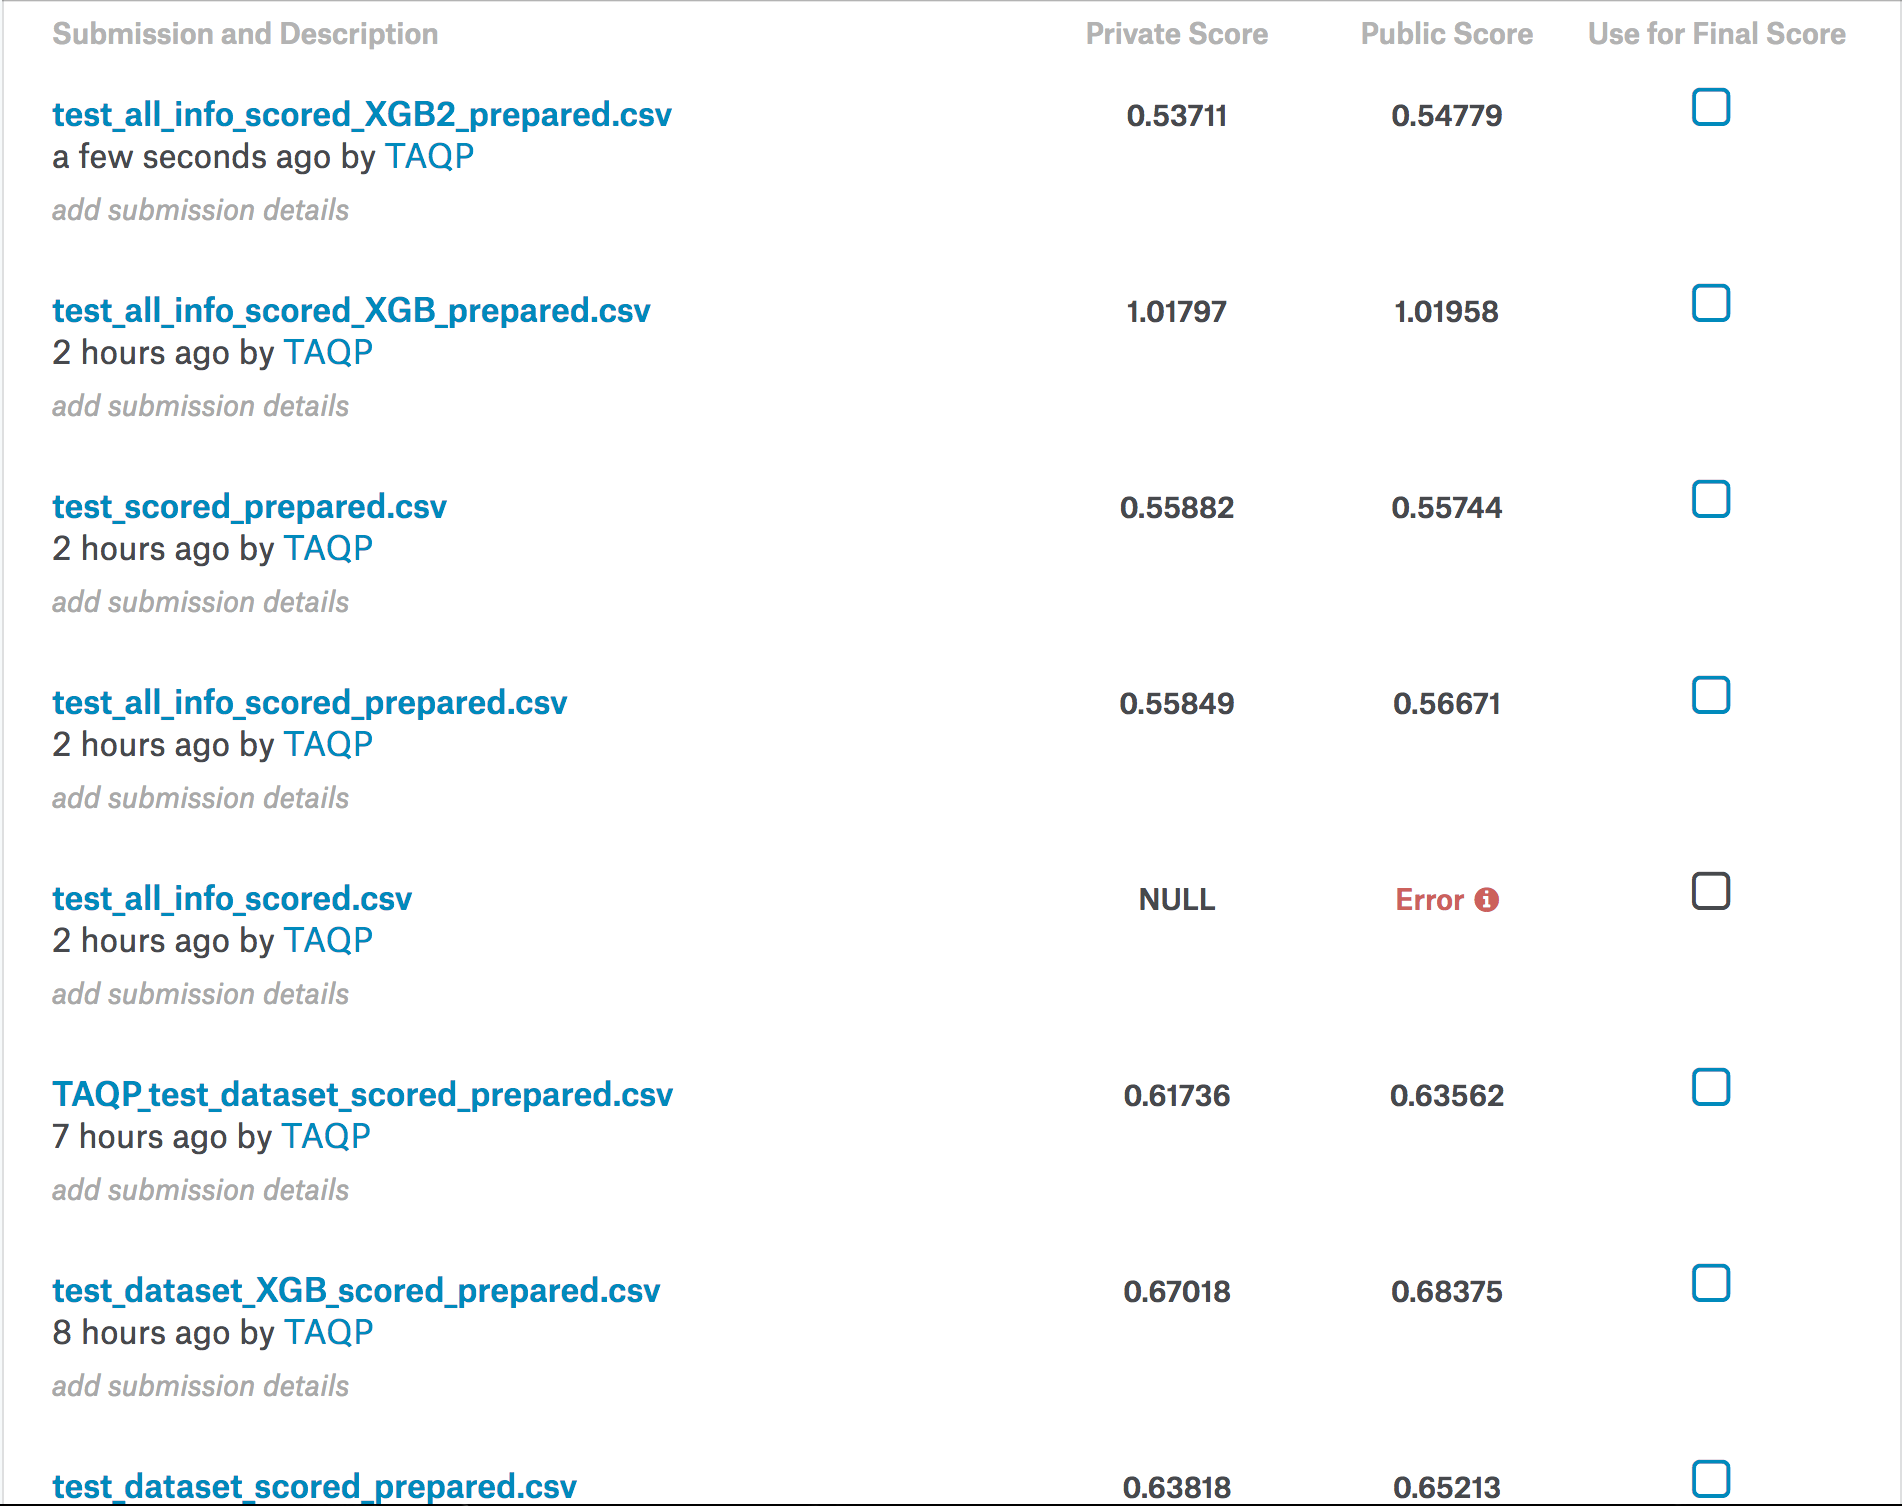 Submission and Description Private Score Public Score Use for Final Score
test_all_info_scored_XGB2_prepared.csv 0.53711 0.54779
a few seconds ago by TAQP
add submission details
test_all_info_scored_XGB_prepared.csv 1.01797 1.01958
2 hours ago by TAQP
add submission details
test_scored_prepared.csv 0.55882 0.55744
2 hours ago by TAQP
add submission details
test_all_info_scored_prepared.csv 0.55849 0.56671
2 hours ago by TAQP
add submission details
test_all_info_scored.csv NULL Error
2 hours ago by TAQP
add submission details
TAQP_test_dataset_scored_prepared.csv 0.61736 0.63562
7 hours ago by TAQP
add submission details
test_dataset_XGB_scored_prepared.csv 0.67018 0.68375
8 hours ago by TAQP
add submission details
test_dataset_scored_prepared.csv 0.63818 0.65213